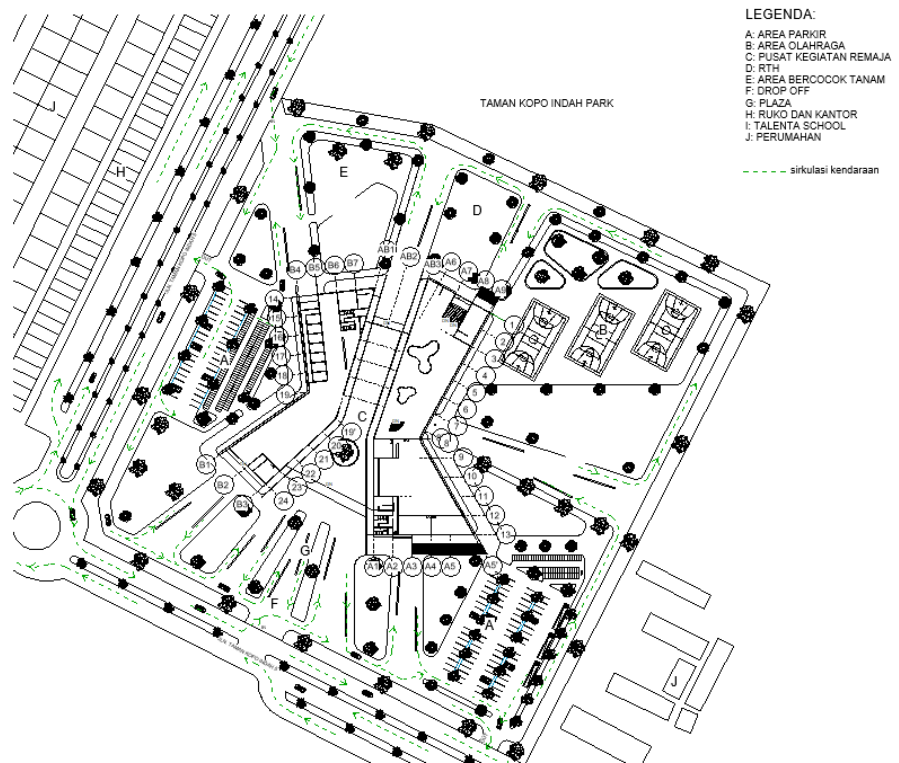 LEGENDA:
A: AREA PARKIR
B: AREA OLAHRAGA
C: PUSAT KEGIATAN REMAJA
D: RTH
E: AREA BERCOCOK TANAM
F: DROP OFF
G: PLAZA
H: RUKO DAN KANTOR
I: TALENTA SCHOOL
J: PERUMAHAN
sirkulasi kendaraan
TAMAN KOPO INDAH PARK
J
H
E
D
AB1
AB2
AB3
A6
A7
A8
A9
B4
B5
B6
B7
14
15
17
18
19
A
B
1
2
3
4
5
6
7
8
9
10
11
12
13
C
19'
20
21
22
23
24
B1
B2
B3
G
F
A1
A2
A3
A4
A5
A5'
A
J